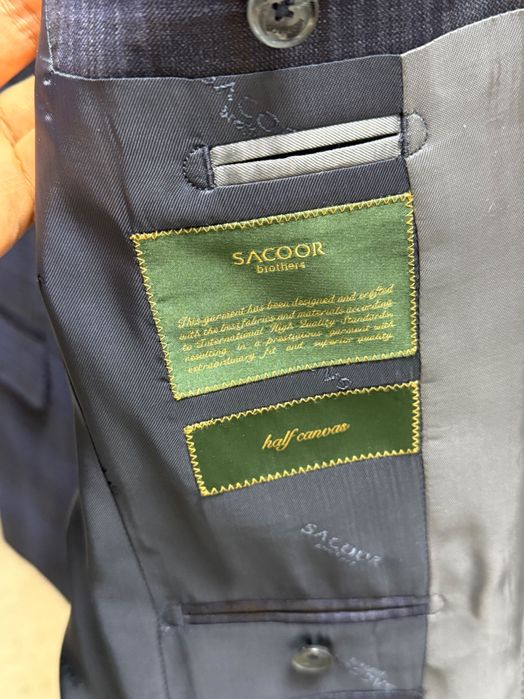 SACOOR
brothers
This garment has been designed and crafted
with the best fabrics and materials according
to International High Quality Standards
resulting in a prestigious garment with
extraordinary fit and superior quality
half canvas
SACOOR